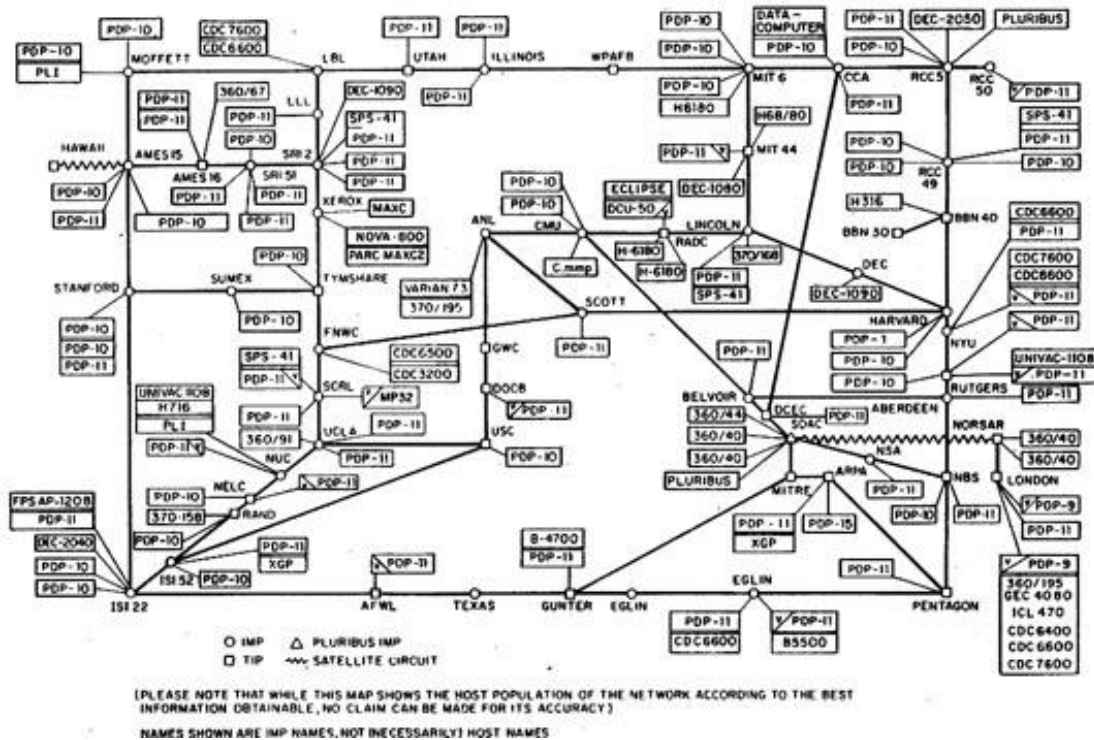 PDP-10
PLI
PDP-10
MOFFETT
CDC7600
CDC6600
LBL
PDP-11
UTAH
PDP-11
ILLINOIS
PDP-11
WPAFB
PDP-10
PDP-10
PDP-10
H6180
MIT 6
DATA-
COMPUTER
PDP-10
CCA
PDP-11
PDP-11
PDP-10
DEC-2050
PLURIBUS
RCC5
RCC
50
PDP-11
SPS-41
PDP-11
PDP-10
PDP-10
PDP-10
RCC
49
HAWAII
PDP-11
PDP-11
360/67
LLL
PDP-11
PDP-10
DEC-1090
SPS-41
PDP-11
PDP-11
PDP-11
AMES15
AMES16
SRI 51
SRI 2
PDP-10
PDP-11
PDP-10
PDP-11
PDP-11
PDP-11
XEROX
MAXC
NOVA-800
PARC MAXC2
H68/80
PDP-11
MIT 44
DEC-1080
H316
BBN 40
BBN 30
PDP-10
PDP-10
CMU
C.mmp
ECLIPSE
DCU-50
RADC
H-6180
H-6180
LINCOLN
370/168
PDP-11
SPS-41
DEC
DEC-1090
ANL
VARIAN 73
370/195
SCOTT
PDP-11
CDC6600
PDP-11
CDC7600
CDC6600
PDP-11
PDP-11
HARVARD
PDP-1
PDP-10
PDP-10
NYU
UNIVAC-1108
PDP-11
RUTGERS
PDP-11
STANFORD
PDP-10
PDP-10
PDP-11
SUMEX
PDP-10
PDP-10
TYMSHARE
FNWC
CDC6500
CDC3200
SPS-41
PDP-11
SCRL
MP32
PDP-11
360/91
UCLA
PDP-11
PDP-11
GWC
DOCB
PDP-11
USC
PDP-10
PDP-11
BELVOIR
ABERDEEN
DCEC
PDP-11
SDAC
360/44
360/40
360/40
PLURIBUS
NORSAR
360/40
360/40
LONDON
PDP-9
PDP-11
NSA
PDP-11
NBS
PDP-10
PDP-11
MITRE
ARPA
PDP-11
XGP
PDP-15
UNIVAC 1108
H716
PLI
PDP-11
NUC
NELC
PDP-11
PDP-10
370-158
RAND
PDP-10
ISI 52
PDP-11
XGP
PDP-10
FPS AP-120B
PDP-11
DEC-2040
PDP-10
PDP-10
ISI 22
PDP-11
AFWL
TEXAS
B-4700
PDP-11
GUNTER
EGLIN
EGLIN
PDP-11
CDC6600
PDP-11
B5500
PDP-11
PENTAGON
PDP-9
360/195
GEC 4080
ICL 470
CDC6400
CDC6600
CDC7600
IMP
PLURIBUS IMP
TIP
SATELLITE CIRCUIT
(PLEASE NOTE THAT WHILE THIS MAP SHOWS THE HOST POPULATION OF THE NETWORK ACCORDING TO THE BEST
INFORMATION OBTAINABLE, NO CLAIM CAN BE MADE FOR ITS ACCURACY)
NAMES SHOWN ARE IMP NAMES, NOT (NECESSARILY) HOST NAMES